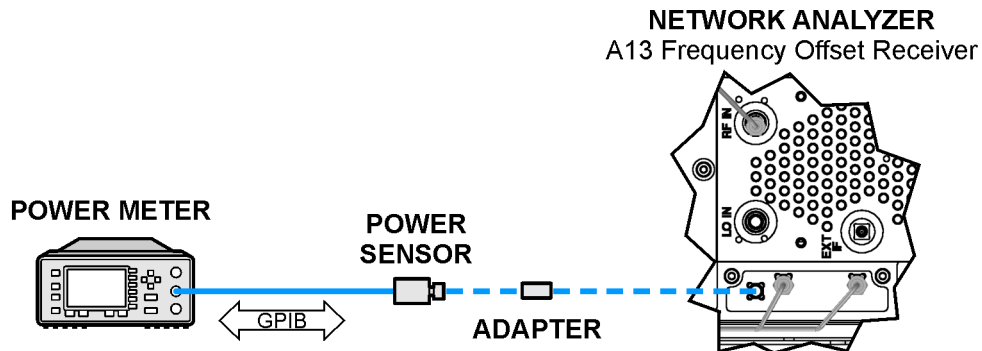 NETWORK ANALYZER
A13 Frequency Offset Receiver
RF IN
LO IN
EXT
IF
POWER METER
POWER
SENSOR
GPIB
ADAPTER